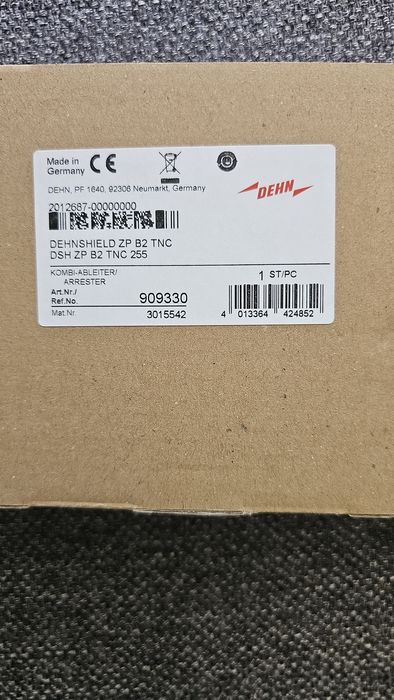 Made in
Germany
CE
DEHN, PF 1640, 92306 Neumarkt, Germany
DEHN
2012687-00000000
DEHNSHIELD ZP B2 TNC
DSH ZP B2 TNC 255
KOMBI-ABLEITER/
ARRESTER
1 ST/PC
Art.Nr./
Ref.No. 909330
Mat.Nr. 3015542
4 013364 424852